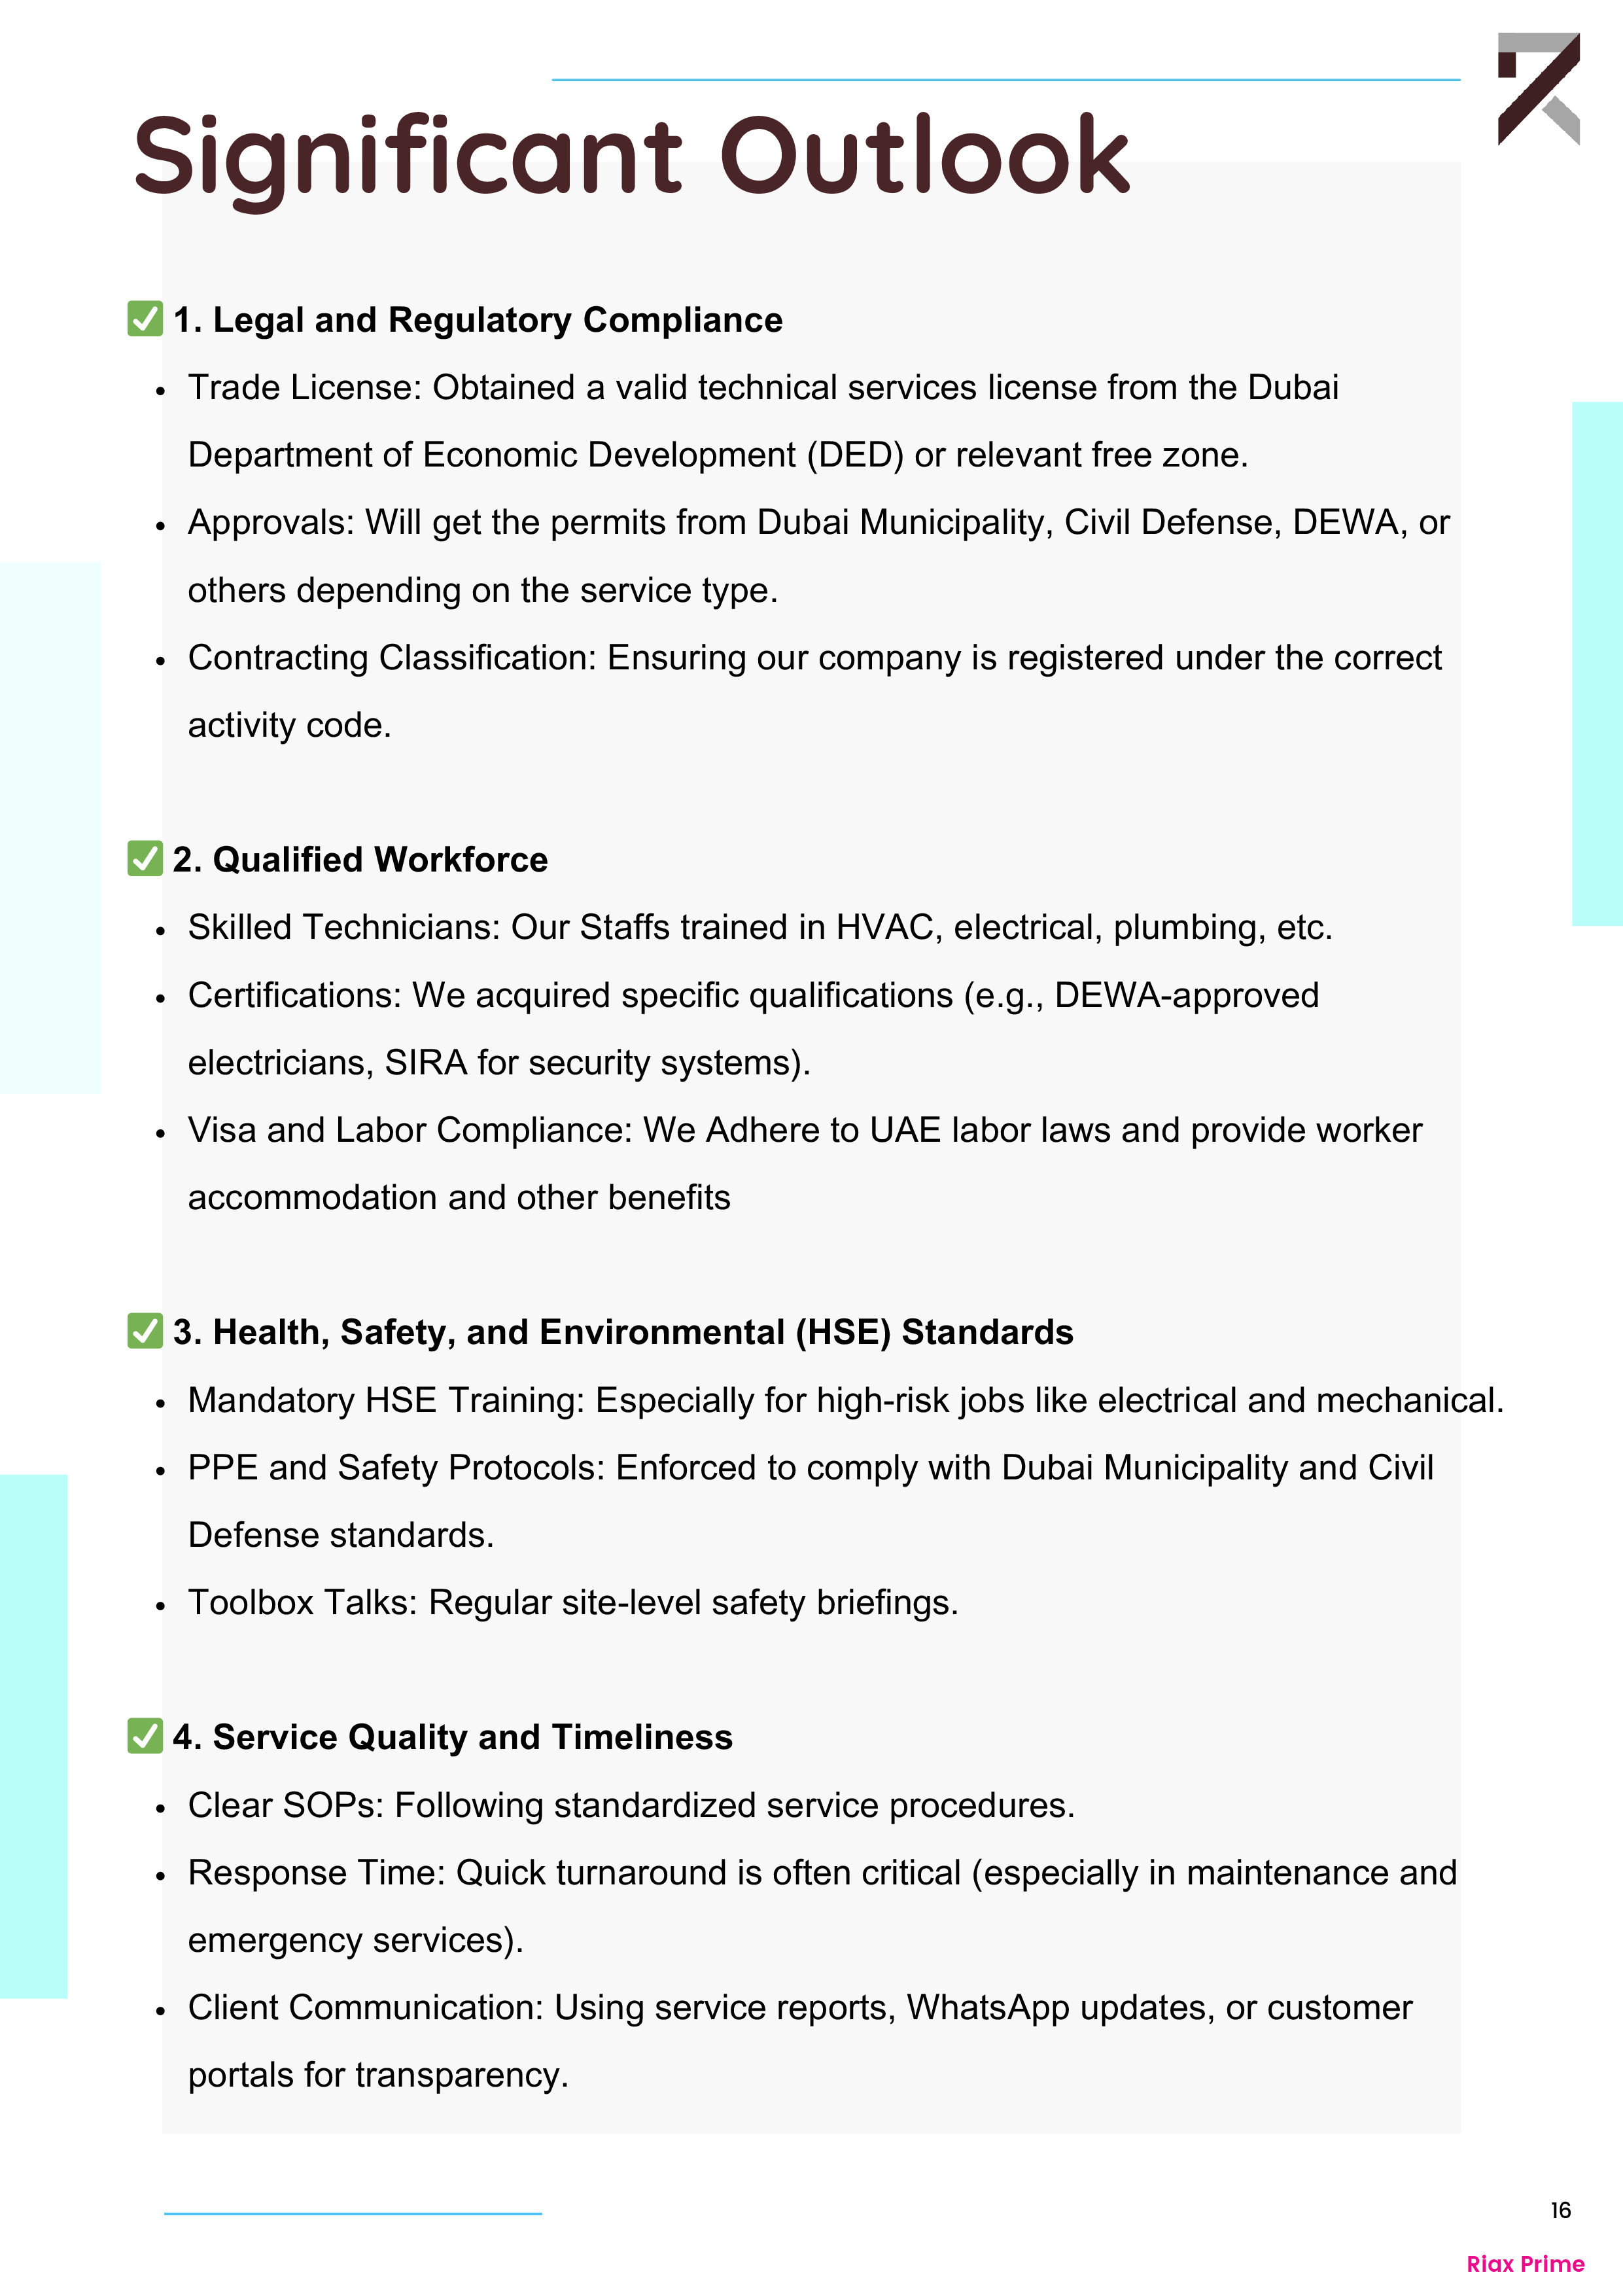 Significant Outlook
✅ 1. Legal and Regulatory Compliance
• Trade License: Obtained a valid technical services license from the Dubai
Department of Economic Development (DED) or relevant free zone.
• Approvals: Will get the permits from Dubai Municipality, Civil Defense, DEWA, or
others depending on the service type.
• Contracting Classification: Ensuring our company is registered under the correct
activity code.
✅ 2. Qualified Workforce
• Skilled Technicians: Our Staffs trained in HVAC, electrical, plumbing, etc.
• Certifications: We acquired specific qualifications (e.g., DEWA-approved
electricians, SIRA for security systems).
• Visa and Labor Compliance: We Adhere to UAE labor laws and provide worker
accommodation and other benefits
✅ 3. Health, Safety, and Environmental (HSE) Standards
• Mandatory HSE Training: Especially for high-risk jobs like electrical and mechanical.
• PPE and Safety Protocols: Enforced to comply with Dubai Municipality and Civil
Defense standards.
• Toolbox Talks: Regular site-level safety briefings.
✅ 4. Service Quality and Timeliness
• Clear SOPs: Following standardized service procedures.
• Response Time: Quick turnaround is often critical (especially in maintenance and
emergency services).
• Client Communication: Using service reports, WhatsApp updates, or customer
portals for transparency.
16
Riax Prime